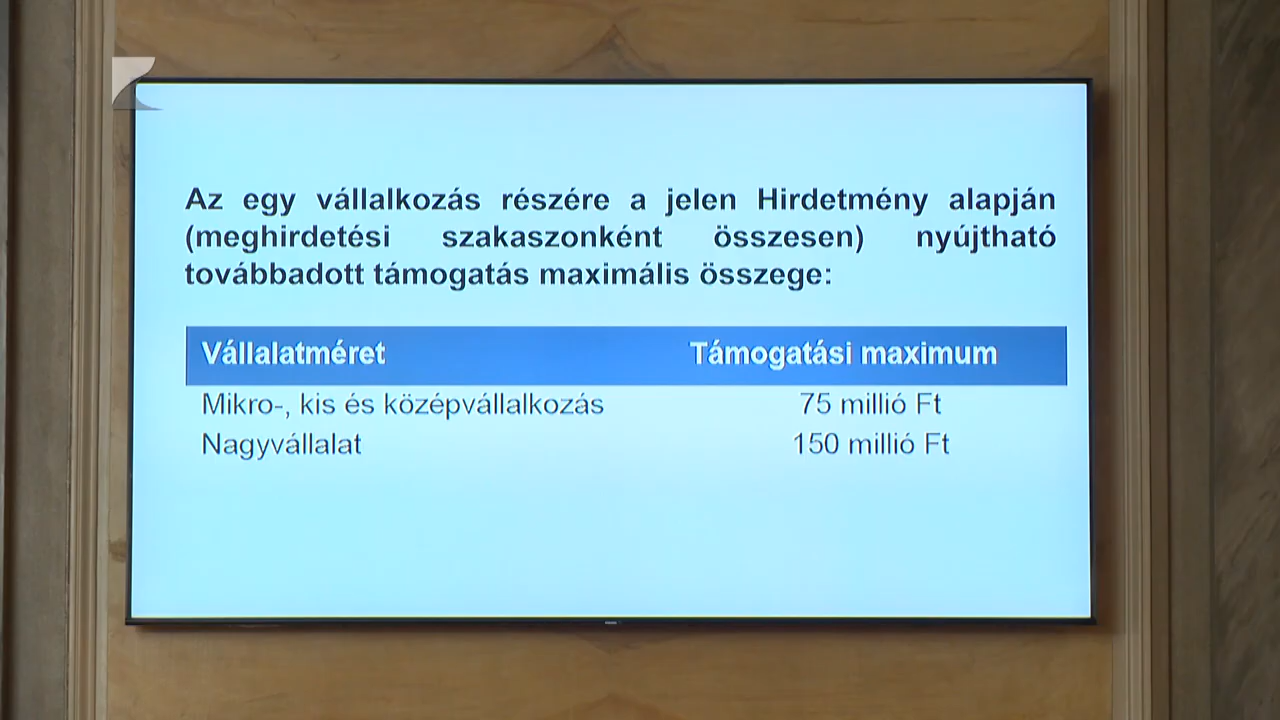 Az egy vállalkozás részére a jelen Hirdetmény alapján
(meghirdetési szakaszonként összesen) nyújtható
továbbadott támogatás maximális összege:
Vállalatméret Támogatási maximum
Mikro-, kis és középvállalkozás 75 millió Ft
Nagyvállalat 150 millió Ft